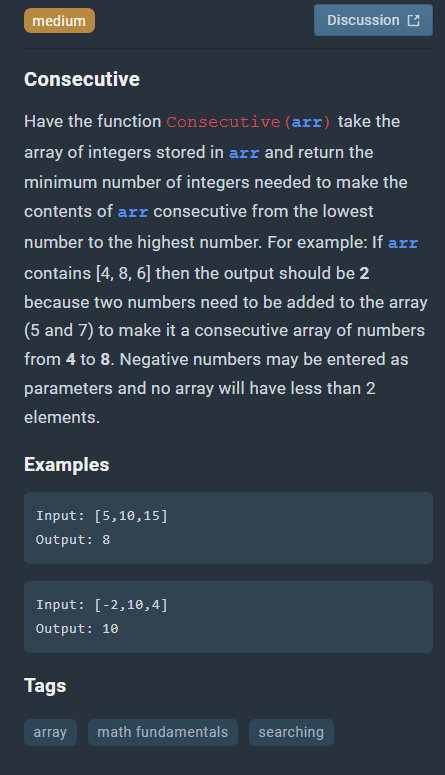 medium
Discussion
Consecutive
Have the function Consecutive(arr) take the
array of integers stored in arr and return the
minimum number of integers needed to make the
contents of arr consecutive from the lowest
number to the highest number. For example: If arr
contains [4, 8, 6] then the output should be 2
because two numbers need to be added to the array
(5 and 7) to make it a consecutive array of numbers
from 4 to 8. Negative numbers may be entered as
parameters and no array will have less than 2
elements.
Examples
Input: [5,10,15]
Output: 8
Input: [-2,10,4]
Output: 10
Tags
array math fundamentals searching